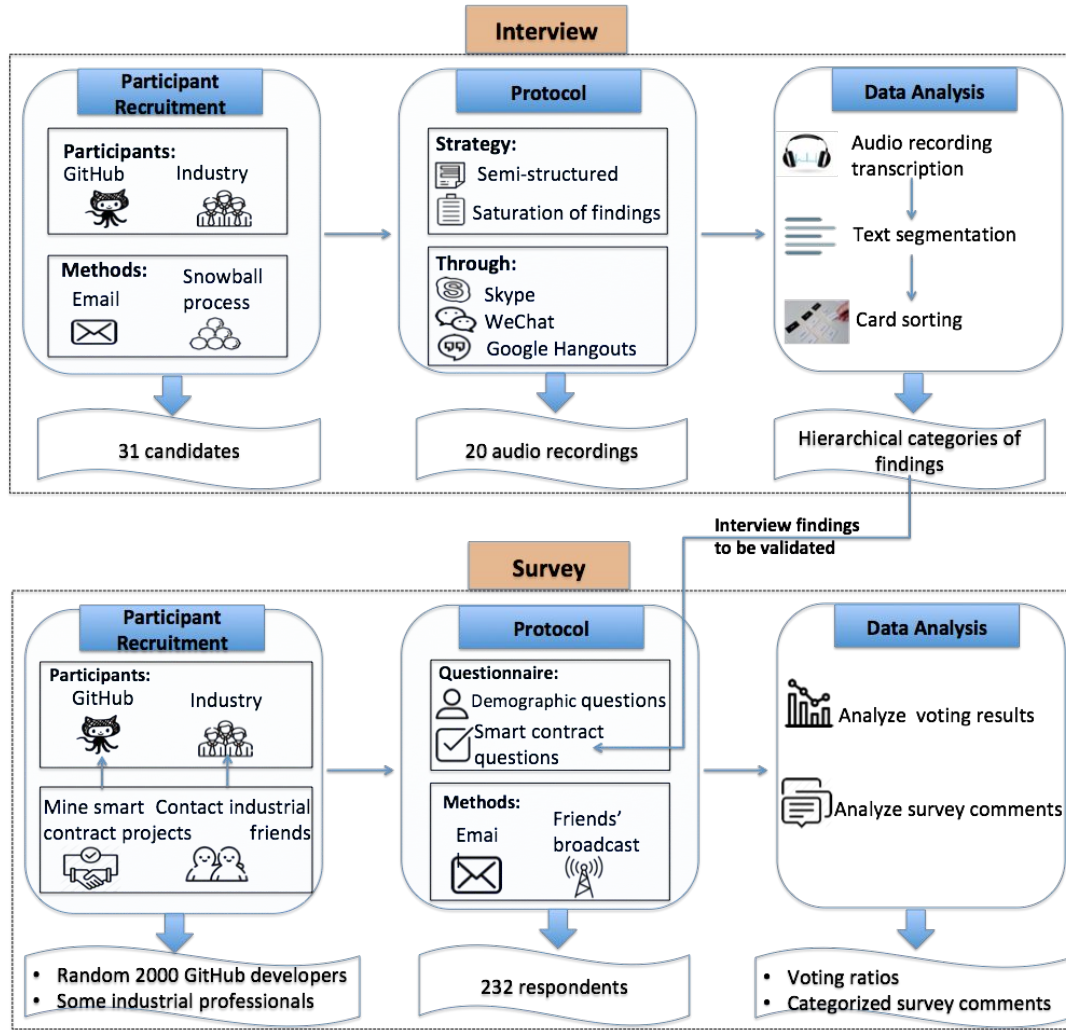 Interview
Participant
Recruitment
Participants:
GitHub
Industry
Methods:
Email
Snowball
process
31 candidates
Protocol
Strategy:
Semi-structured
Saturation of findings
Through:
Skype
WeChat
Google Hangouts
20 audio recordings
Data Analysis
Audio recording
transcription
Text segmentation
Card sorting
Hierarchical categories of
findings
Interview findings
to be validated
Survey
Participant
Recruitment
Participants:
GitHub
Industry
Mine smart
contract projects
Contact industrial
friends
• Random 2000 GitHub developers
• Some industrial professionals
Protocol
Questionnaire:
Demographic questions
Smart contract
questions
Methods:
Emai
Friends’
broadcast
232 respondents
Data Analysis
Analyze voting results
Analyze survey comments
• Voting ratios
• Categorized survey comments